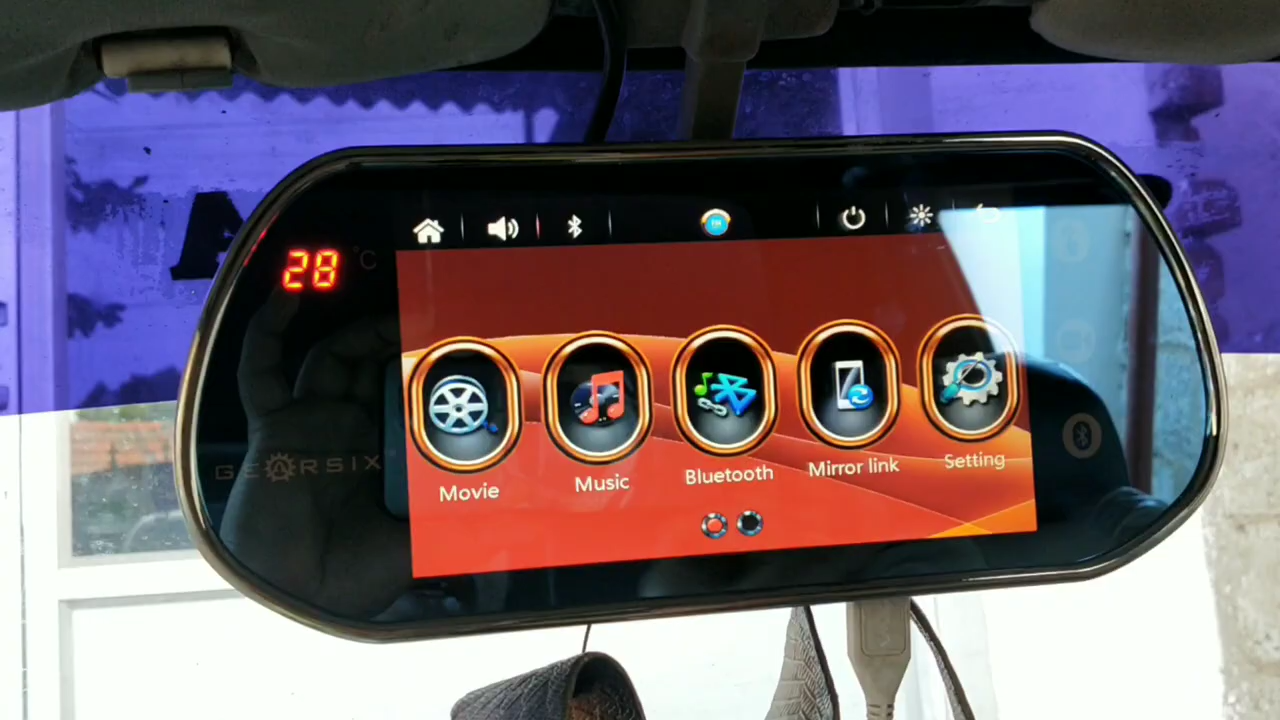 A
28 °C
GEARSIX
Movie
Music
Bluetooth
Mirror link
Setting